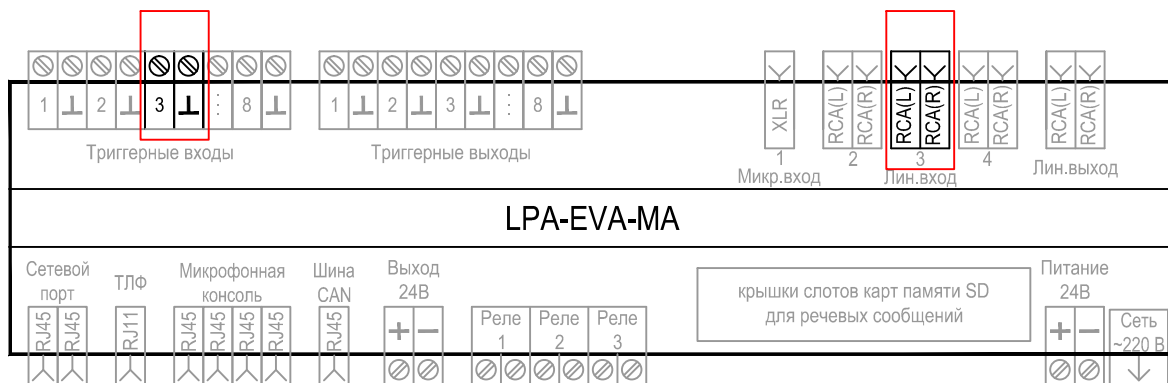 1 ⊥ 2 ⊥ 3 ⊥ ⋮ 8 ⊥
Триггерные входы
1 ⊥ 2 ⊥ 3 ⊥ ⋮ 8 ⊥
Триггерные выходы
XLR
1
Микр.вход
RCA(L) RCA(R)
2
RCA(L) RCA(R)
3
Лин.вход
RCA(L) RCA(R)
4
RCA(L) RCA(R)
Лин.выход
LPA-EVA-MA
Сетевой
порт
RJ45 RJ45
ТЛФ
RJ11
Микрофонная
консоль
RJ45 RJ45 RJ45 RJ45
Шина
CAN
RJ45
Выход
24В
+ −
Реле
1
Реле
2
Реле
3
крышки слотов карт памяти SD
для речевых сообщений
Питание
24В
+ −
Сеть
~220 В